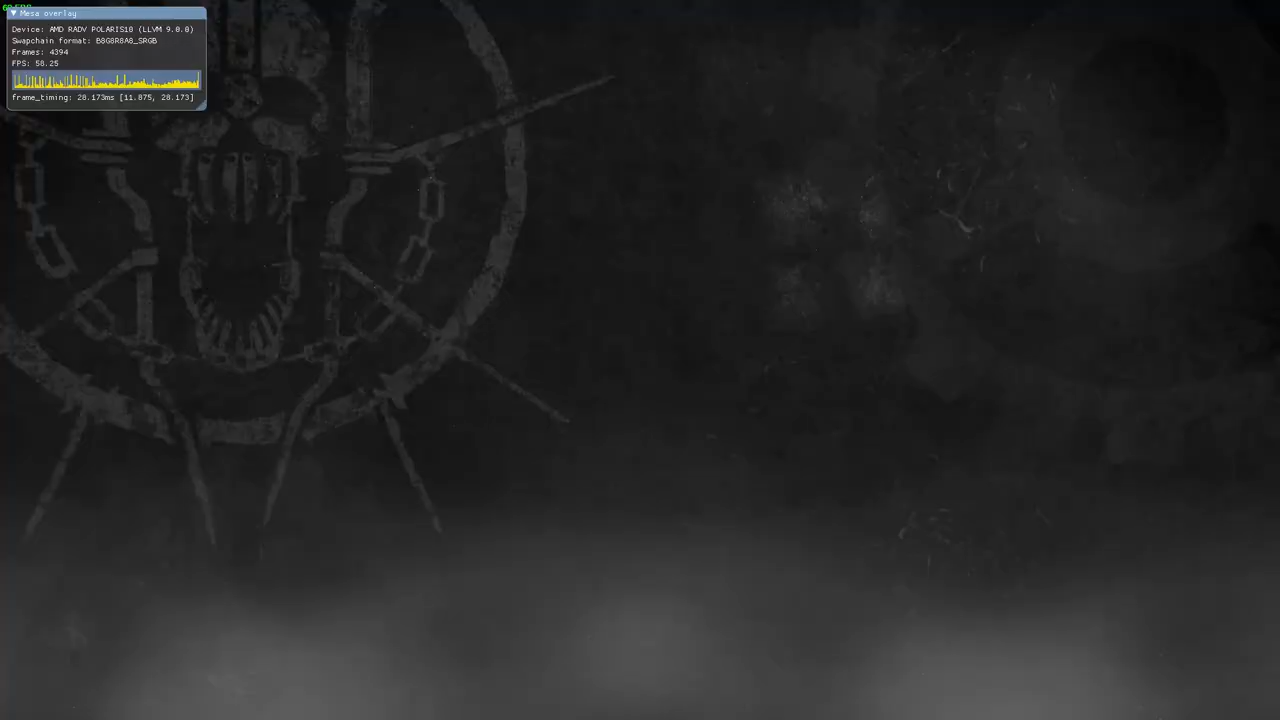 Mesa overlay
Device: AMD RADV POLARIS10 (LLVM 9.0.0)
Swapchain format: B8G8R8A8_SRGB
Frames: 4394
FPS: 58.25
frame_timing: 28.173ms [11.875, 28.173]